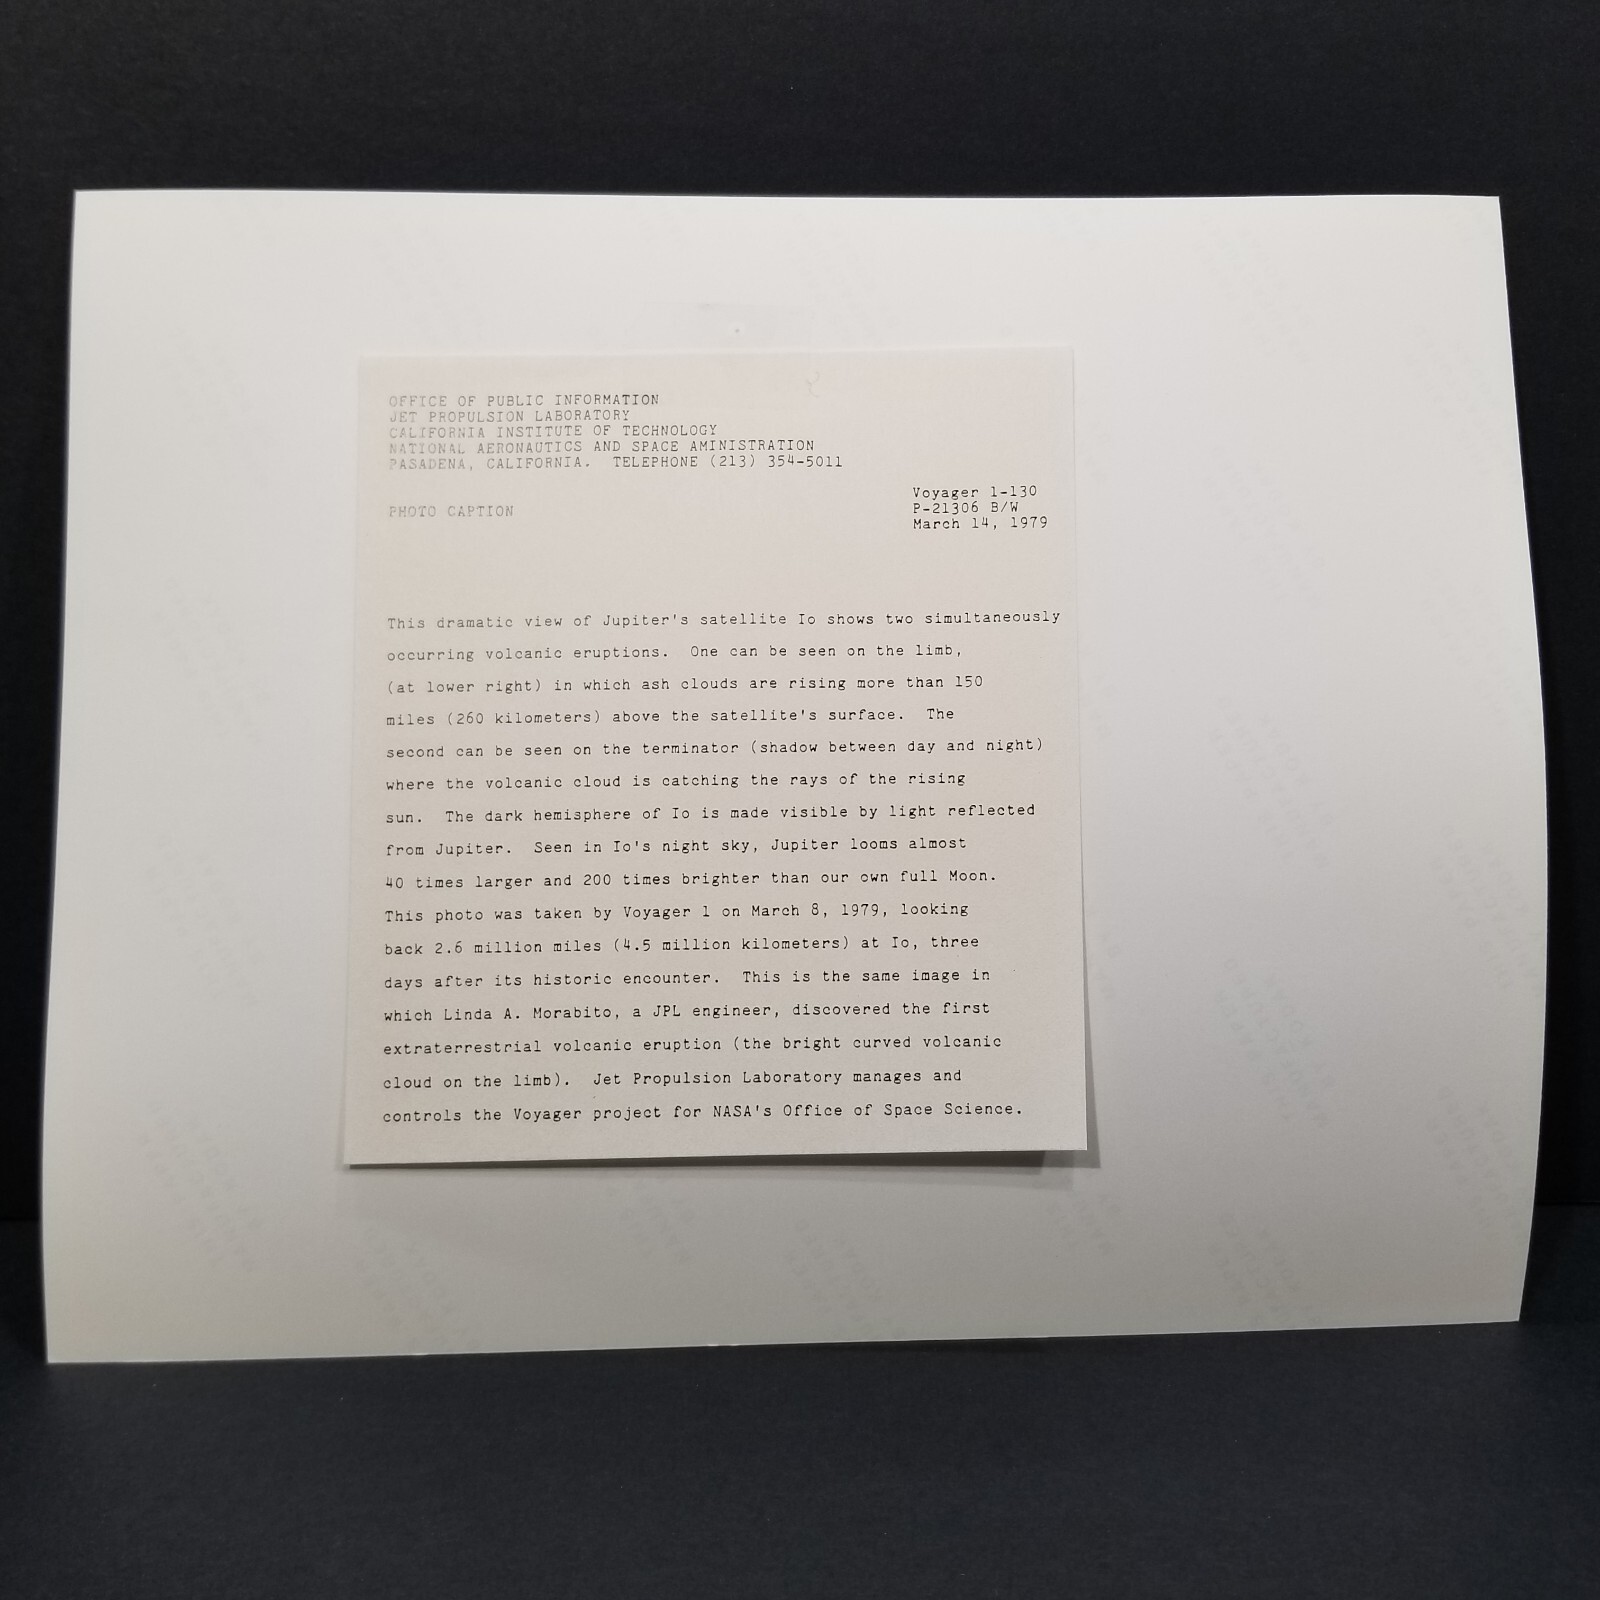 OFFICE OF PUBLIC INFORMATION
JET PROPULSION LABORATORY
CALIFORNIA INSTITUTE OF TECHNOLOGY
NATIONAL AERONAUTICS AND SPACE AMINISTRATION
PASADENA, CALIFORNIA. TELEPHONE (213) 354-5011
Voyager 1-130
P-21306 B/W
March 14, 1979
PHOTO CAPTION
This dramatic view of Jupiter's satellite Io shows two simultaneously
occurring volcanic eruptions. One can be seen on the limb,
(at lower right) in which ash clouds are rising more than 150
miles (260 kilometers) above the satellite's surface. The
second can be seen on the terminator (shadow between day and night)
where the volcanic cloud is catching the rays of the rising
sun. The dark hemisphere of Io is made visible by light reflected
from Jupiter. Seen in Io's night sky, Jupiter looms almost
40 times larger and 200 times brighter than our own full Moon.
This photo was taken by Voyager 1 on March 8, 1979, looking
back 2.6 million miles (4.5 million kilometers) at Io, three
days after its historic encounter. This is the same image in
which Linda A. Morabito, a JPL engineer, discovered the first
extraterrestrial volcanic eruption (the bright curved volcanic
cloud on the limb). Jet Propulsion Laboratory manages and
controls the Voyager project for NASA's Office of Space Science.